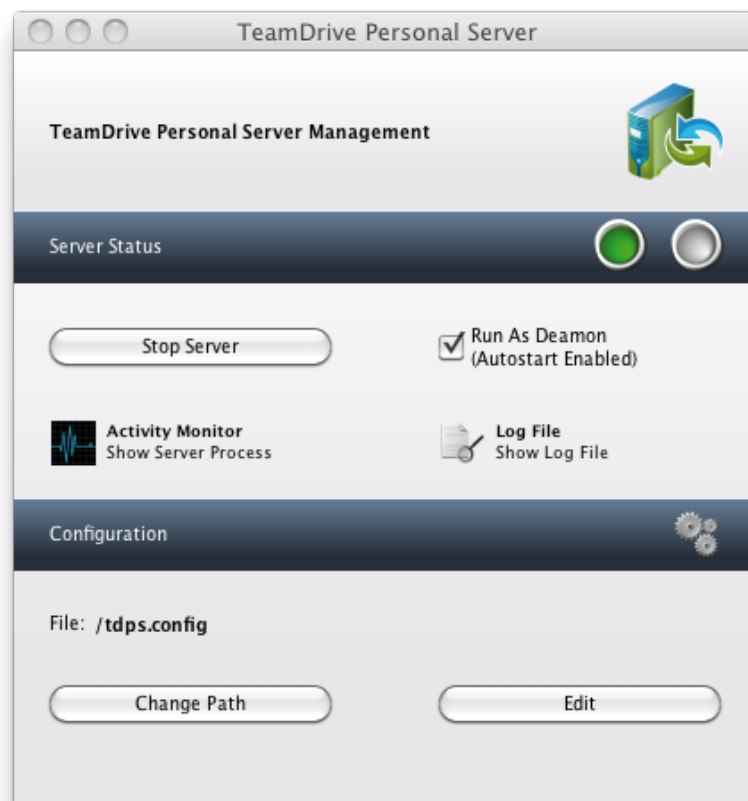 TeamDrive Personal Server
TeamDrive Personal Server Management
Server Status
Stop Server
Run As Deamon
(Autostart Enabled)
Activity Monitor
Show Server Process
Log File
Show Log File
Configuration
File: /tdps.config
Change Path
Edit